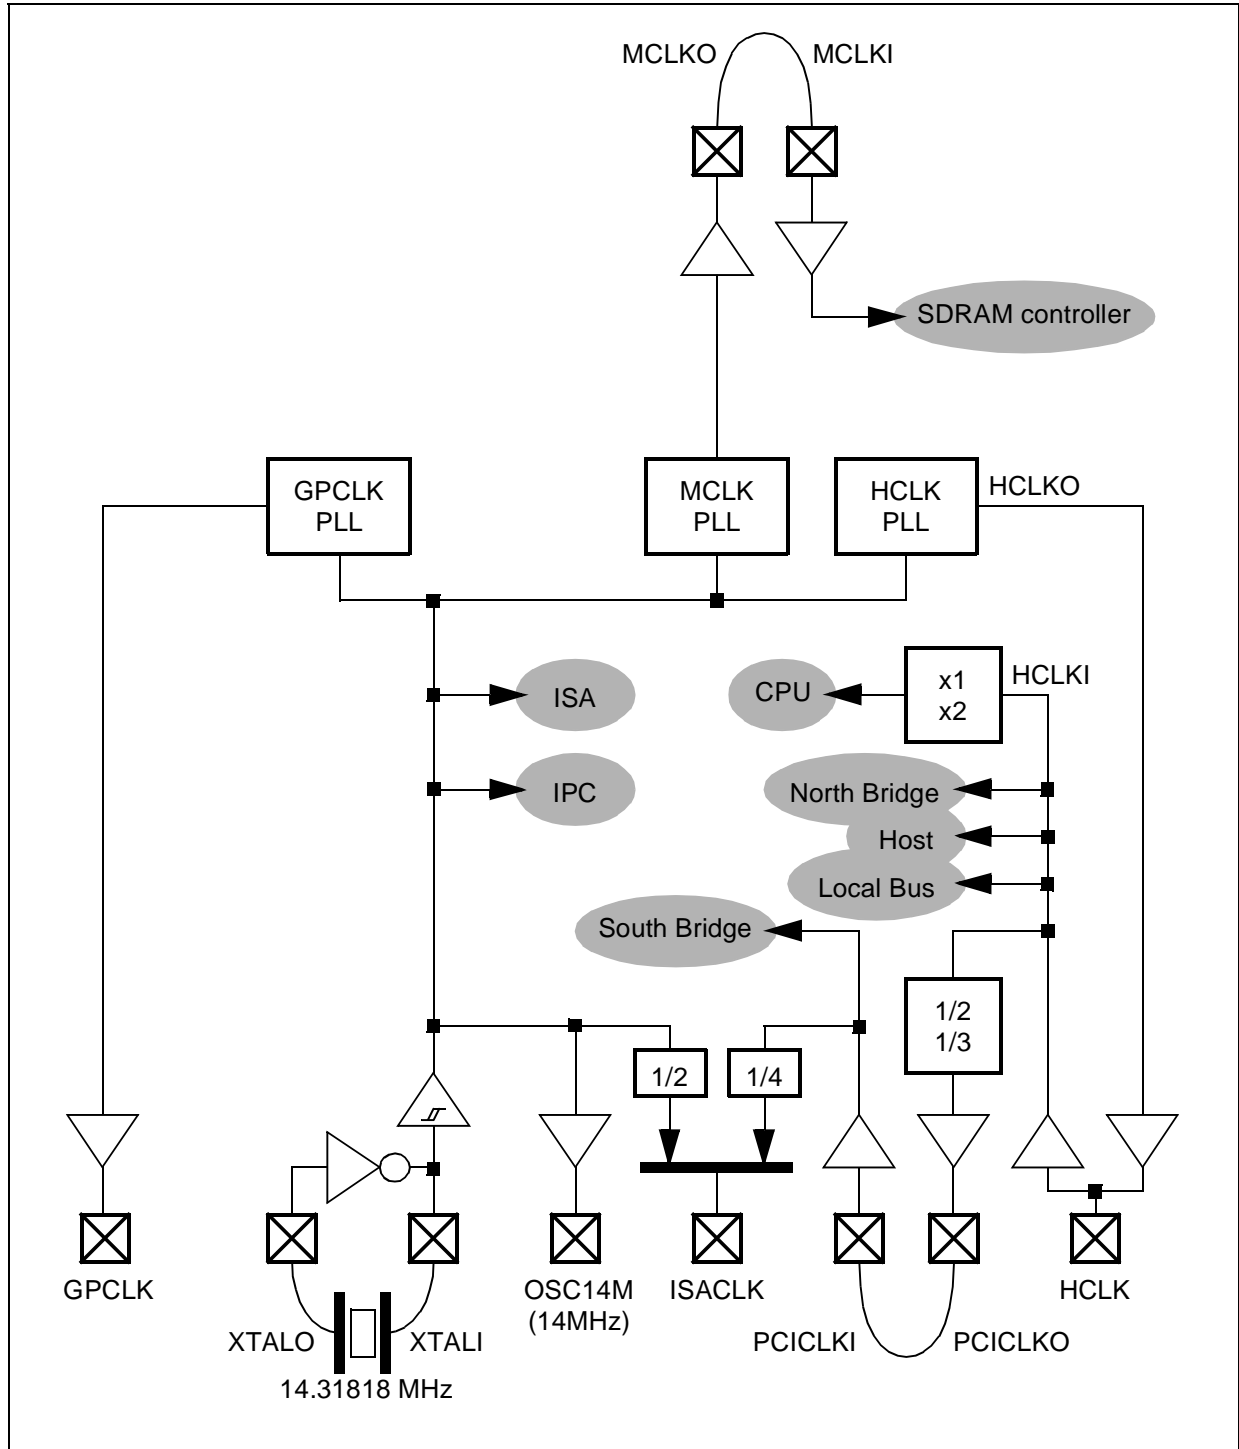 MCLKO
MCLKI
SDRAM controller
GPCLK
PLL
MCLK
PLL
HCLK
PLL
HCLKO
ISA
CPU
x1
x2
HCLKI
IPC
North Bridge
Host
Local Bus
South Bridge
1/2
1/3
1/2
1/4
GPCLK
OSC14M
(14MHz)
ISACLK
HCLK
XTALO
XTALI
PCICLKI
PCICLKO
14.31818 MHz